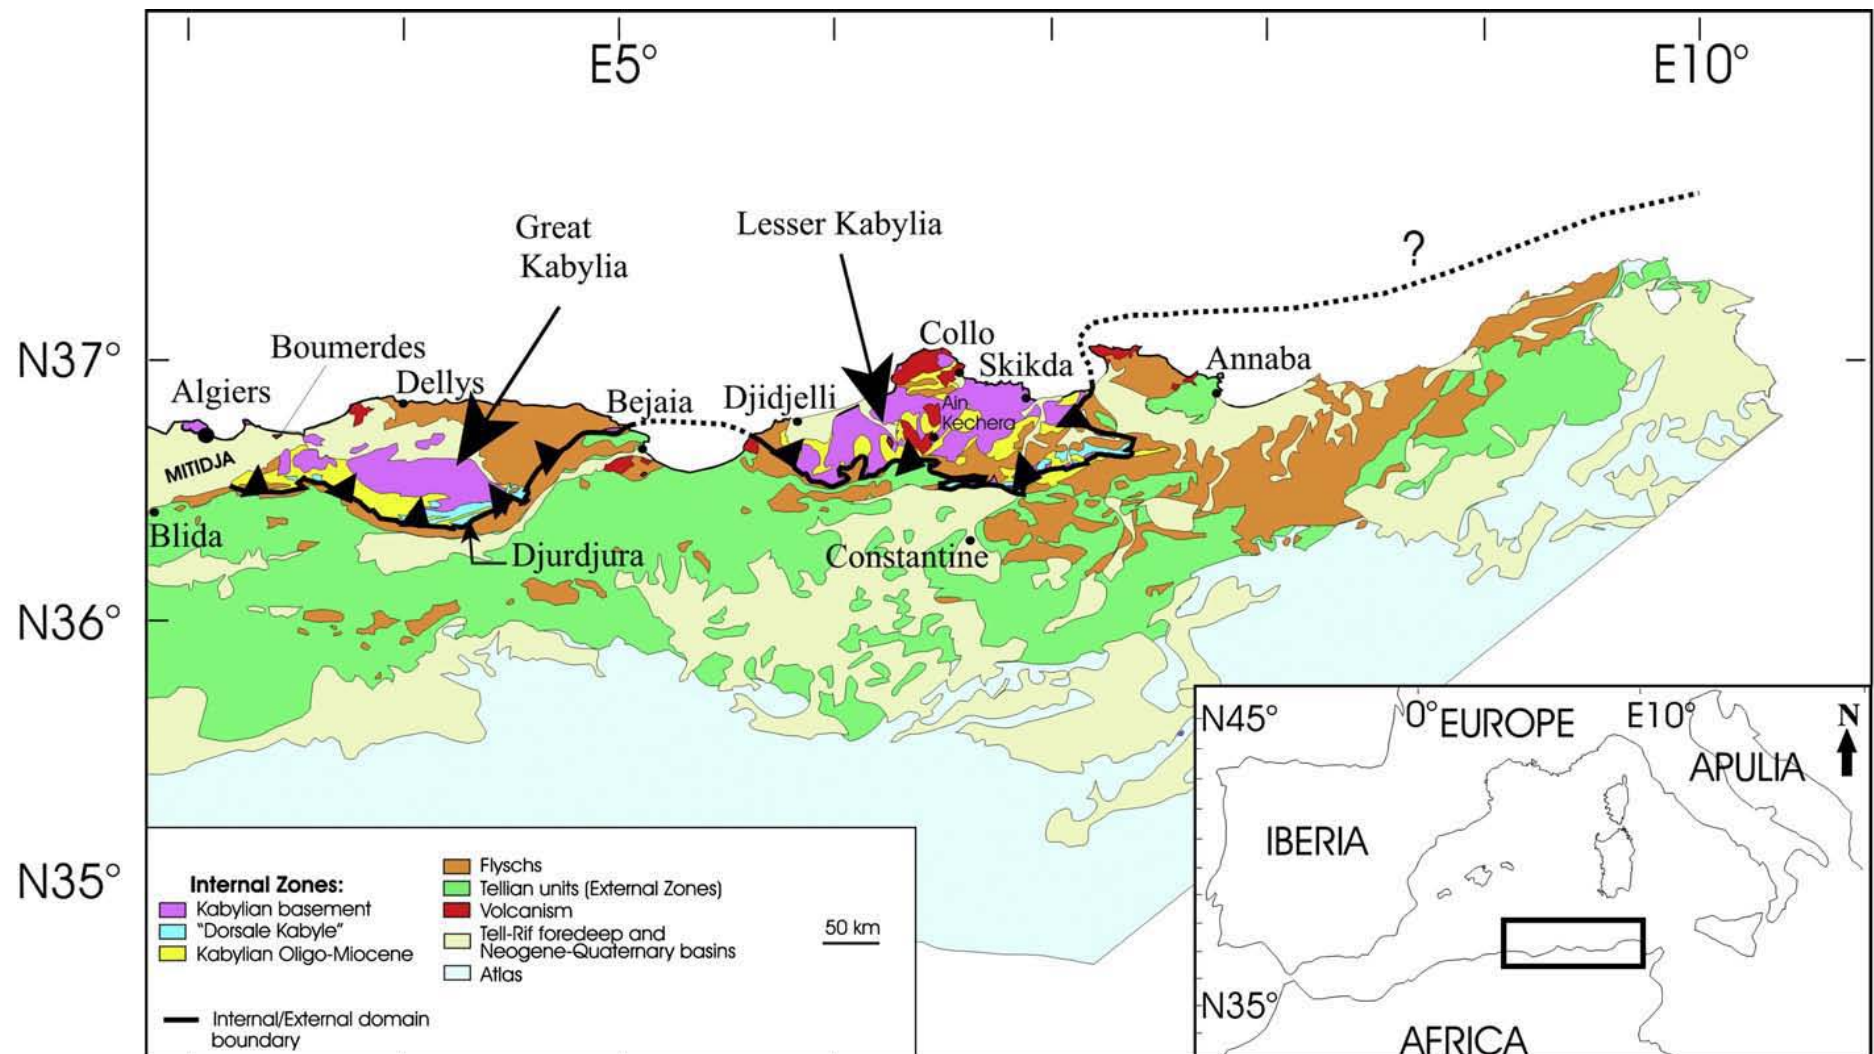 E5°
E10°
Great
Kabylia
Lesser Kabylia
?
N37°
Boumerdes
Collo
Skikda
Annaba
Algiers
Dellys
Bejaia
Djidjelli
Ain
Kechera
MITIDJA
Blida
Djurdjura
Constantine
N36°
N35°
Internal Zones:
Kabylian basement
"Dorsale Kabyle"
Kabylian Oligo-Miocene
Flyschs
Tellian units (External Zones)
Volcanism
Tell-Rif foredeep and
Neogene-Quaternary basins
Atlas
50 km
Internal/External domain
boundary
N45°
0°
EUROPE
E10°
N
APULIA
IBERIA
N35°
AFRICA